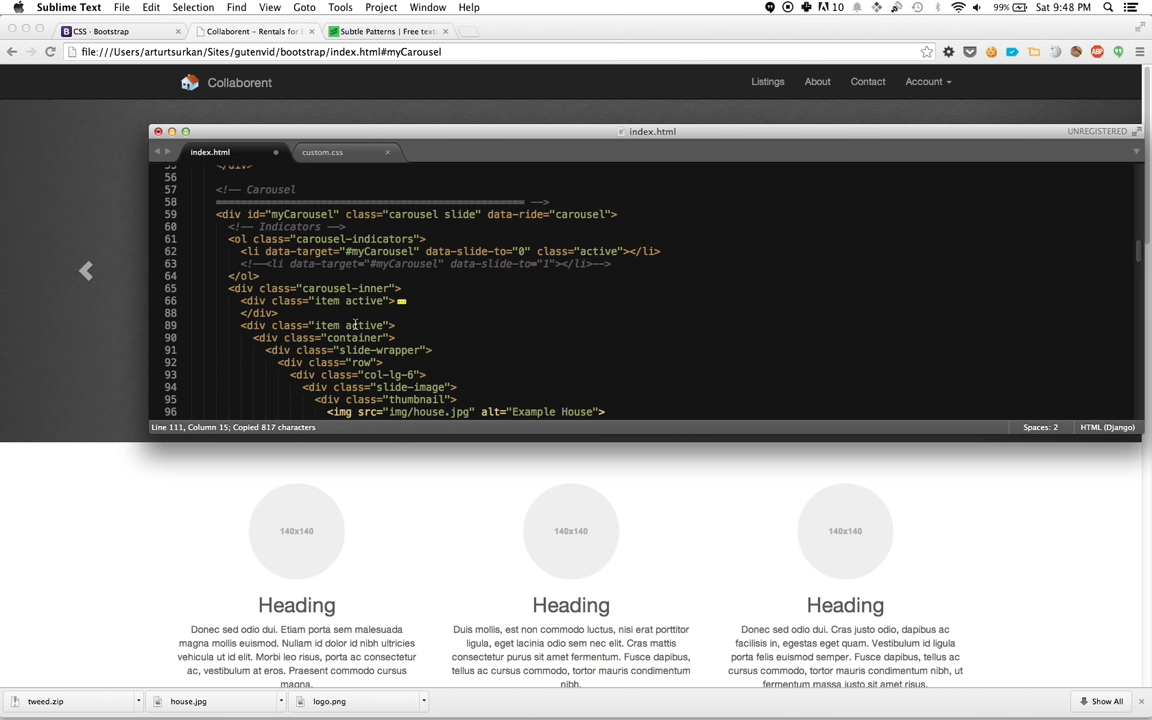 Sublime Text File Edit Selection Find View Goto Tools Project Window Help 10 99% Sat 9:48 PM
CSS · Bootstrap Collaborent – Rentals for E Subtle Patterns | Free text
file:///Users/arturtsurkan/Sites/gutenvid/bootstrap/index.html#myCarousel
ABP
Collaborent Listings About Contact Account
index.html UNREGISTERED
index.html custom.css
55 </div>
56
57 <!-- Carousel
58 ================================================== -->
59 <div id="myCarousel" class="carousel slide" data-ride="carousel">
60 <!-- Indicators -->
61 <ol class="carousel-indicators">
62 <li data-target="#myCarousel" data-slide-to="0" class="active"></li>
63 <!--<li data-target="#myCarousel" data-slide-to="1"></li>-->
64 </ol>
65 <div class="carousel-inner">
66 <div class="item active">
88 </div>
89 <div class="item active">
90 <div class="container">
91 <div class="slide-wrapper">
92 <div class="row">
93 <div class="col-lg-6">
94 <div class="slide-image">
95 <div class="thumbnail">
96 <img src="img/house.jpg" alt="Example House">
Line 111, Column 15; Copied 817 characters Spaces: 2 HTML (Django)
140x140 140x140 140x140
Heading Heading Heading
Donec sed odio dui. Etiam porta sem malesuada
magna mollis euismod. Nullam id dolor id nibh ultricies
vehicula ut id elit. Morbi leo risus, porta ac consectetur
ac, vestibulum at eros. Praesent commodo cursus
magna.
Duis mollis, est non commodo luctus, nisi erat porttitor
ligula, eget lacinia odio sem nec elit. Cras mattis
consectetur purus sit amet fermentum. Fusce dapibus,
tellus ac cursus commodo, tortor mauris condimentum
nibh.
Donec sed odio dui. Cras justo odio, dapibus ac
facilisis in, egestas eget quam. Vestibulum id ligula
porta felis euismod semper. Fusce dapibus, tellus ac
cursus commodo, tortor mauris condimentum nibh, ut
fermentum massa justo sit amet risus.
tweed.zip house.jpg logo.png Show All